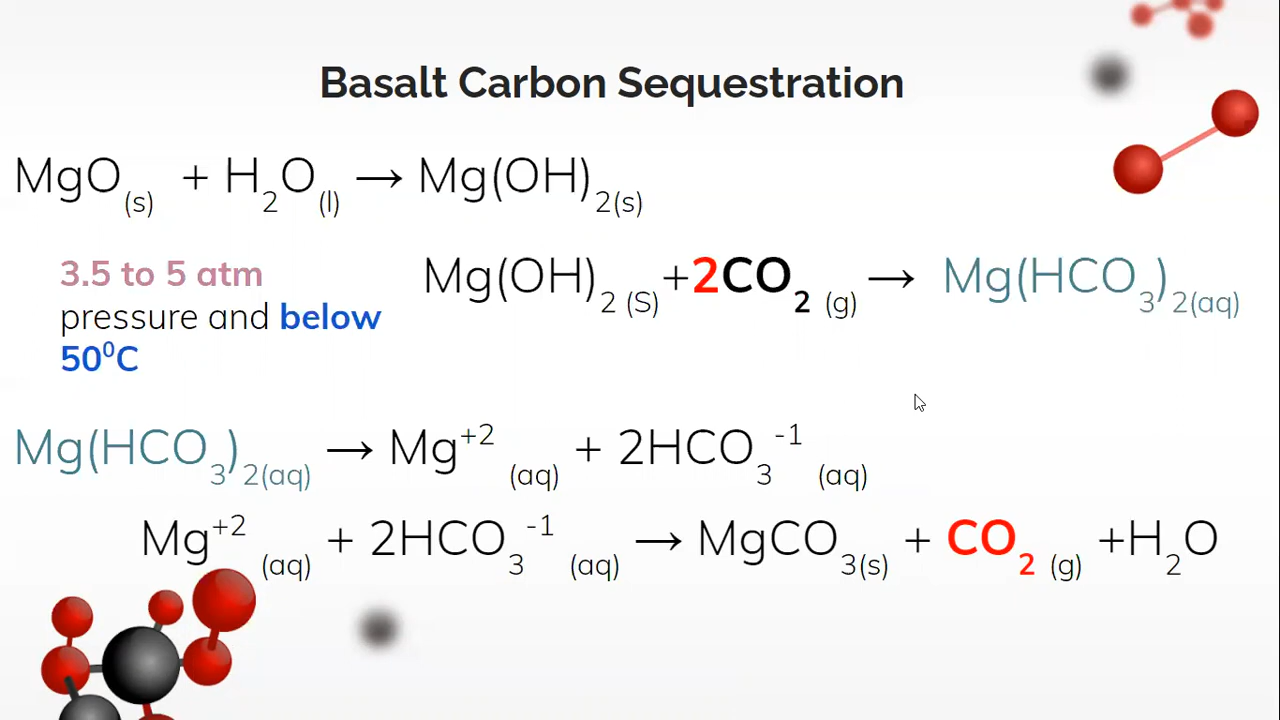 Basalt Carbon Sequestration
MgO(s) + H2O(l) → Mg(OH)2(s)
3.5 to 5 atm
pressure and below
50⁰C
Mg(OH)2 (S)+2CO2 (g) → Mg(HCO3)2(aq)
Mg(HCO3)2(aq) → Mg⁺²(aq) + 2HCO3⁻¹(aq)
Mg⁺²(aq) + 2HCO3⁻¹(aq) → MgCO3(s) + CO2 (g) +H2O